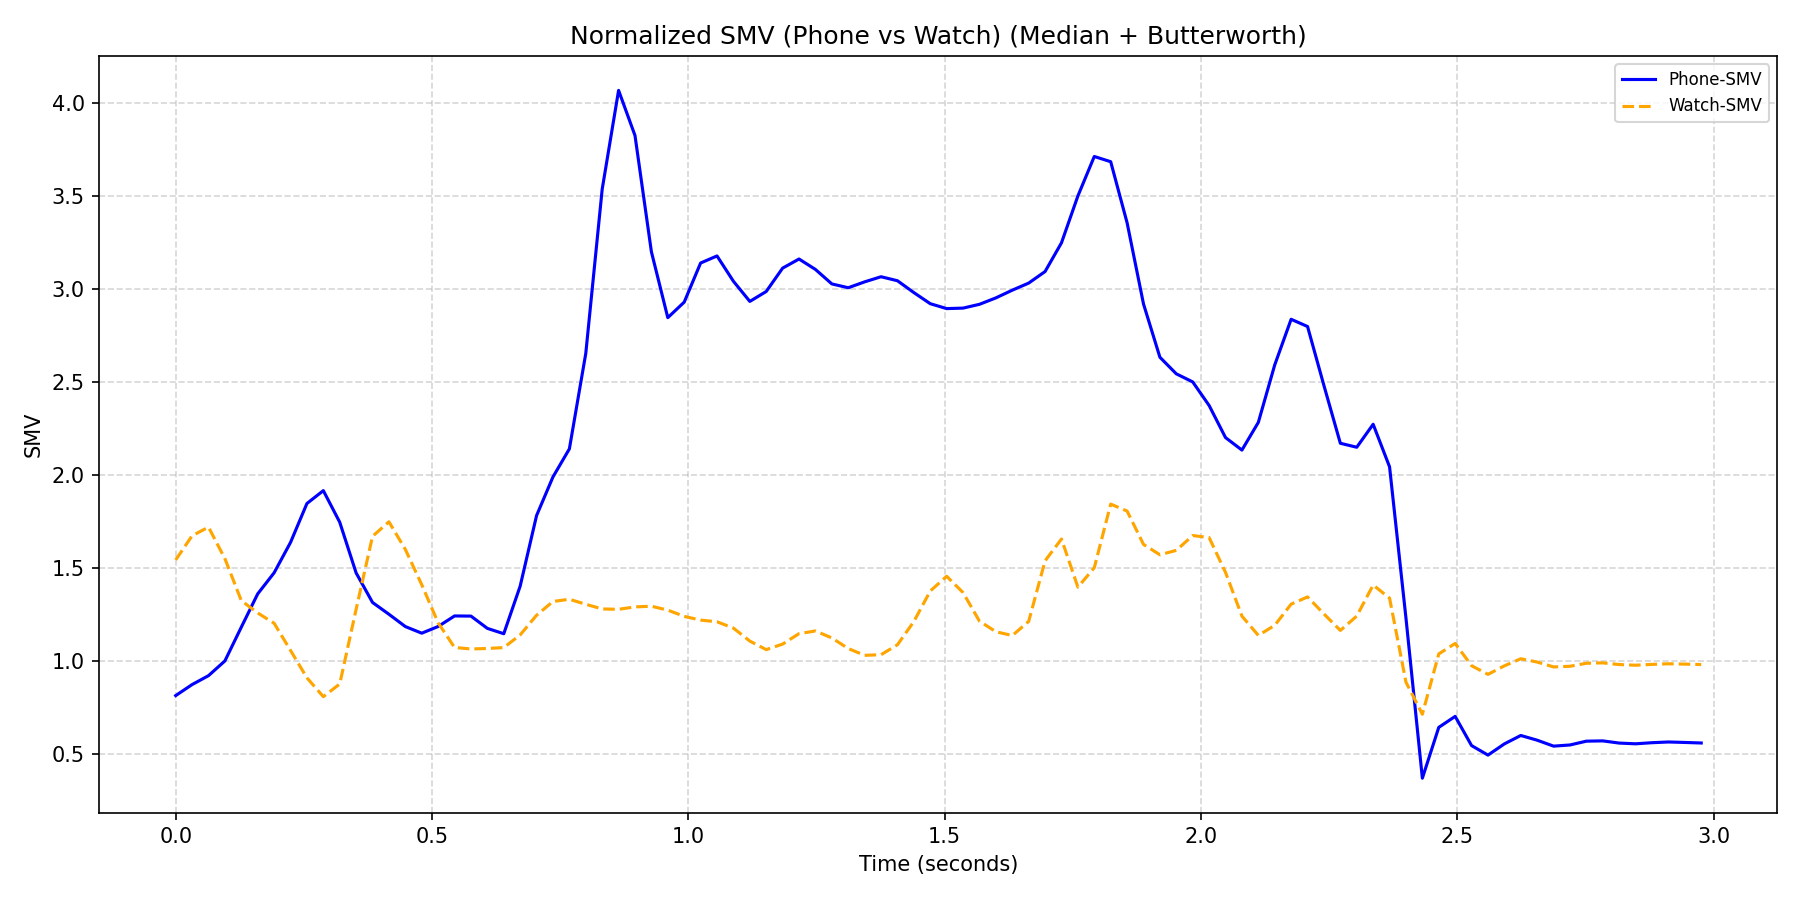 Normalized SMV (Phone vs Watch) (Median + Butterworth)
Phone-SMV
Watch-SMV
SMV
4.0
3.5
3.0
2.5
2.0
1.5
1.0
0.5
0.0 0.5 1.0 1.5 2.0 2.5 3.0
Time (seconds)